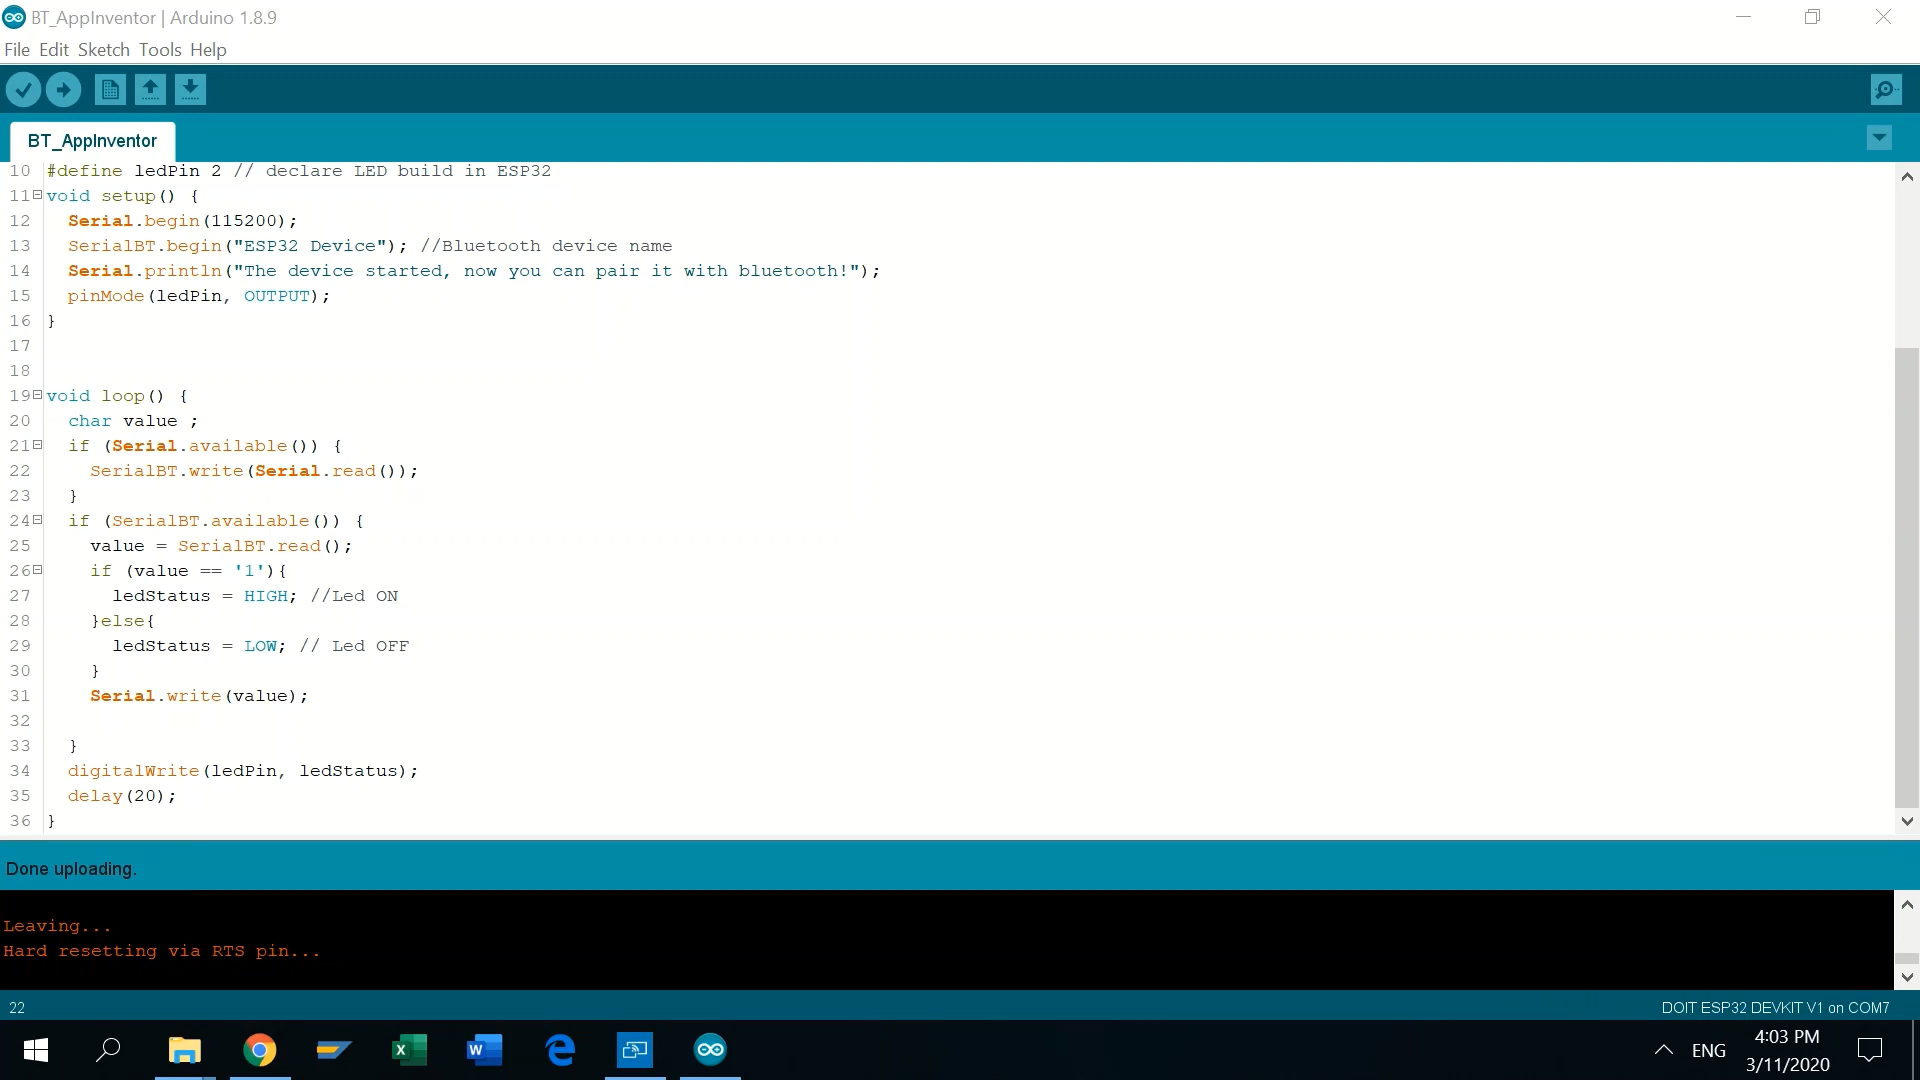 BT_AppInventor | Arduino 1.8.9
File Edit Sketch Tools Help
BT_AppInventor
10 #define ledPin 2 // declare LED build in ESP32
11 void setup() {
12   Serial.begin(115200);
13   SerialBT.begin("ESP32 Device"); //Bluetooth device name
14   Serial.println("The device started, now you can pair it with bluetooth!");
15   pinMode(ledPin, OUTPUT);
16 }
17
18
19 void loop() {
20   char value ;
21   if (Serial.available()) {
22     SerialBT.write(Serial.read());
23   }
24   if (SerialBT.available()) {
25     value = SerialBT.read();
26     if (value == '1'){
27       ledStatus = HIGH; //Led ON
28     }else{
29       ledStatus = LOW; // Led OFF
30     }
31     Serial.write(value);
32
33   }
34   digitalWrite(ledPin, ledStatus);
35   delay(20);
36 }
Done uploading.
Leaving...
Hard resetting via RTS pin...
22 DOIT ESP32 DEVKIT V1 on COM7
ENG 4:03 PM
3/11/2020